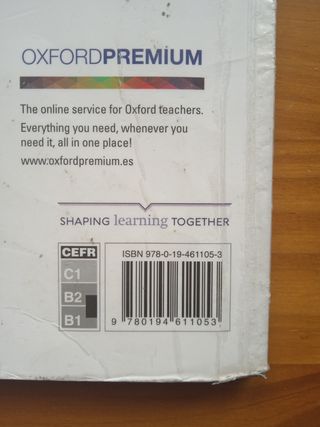 OXFORDPREMIUM
The online service for Oxford teachers.
Everything you need, whenever you
need it, all in one place!
www.oxfordpremium.es
SHAPING learning TOGETHER
CEFR
C1
B2
B1
ISBN 978-0-19-461105-3
9 780194 611053